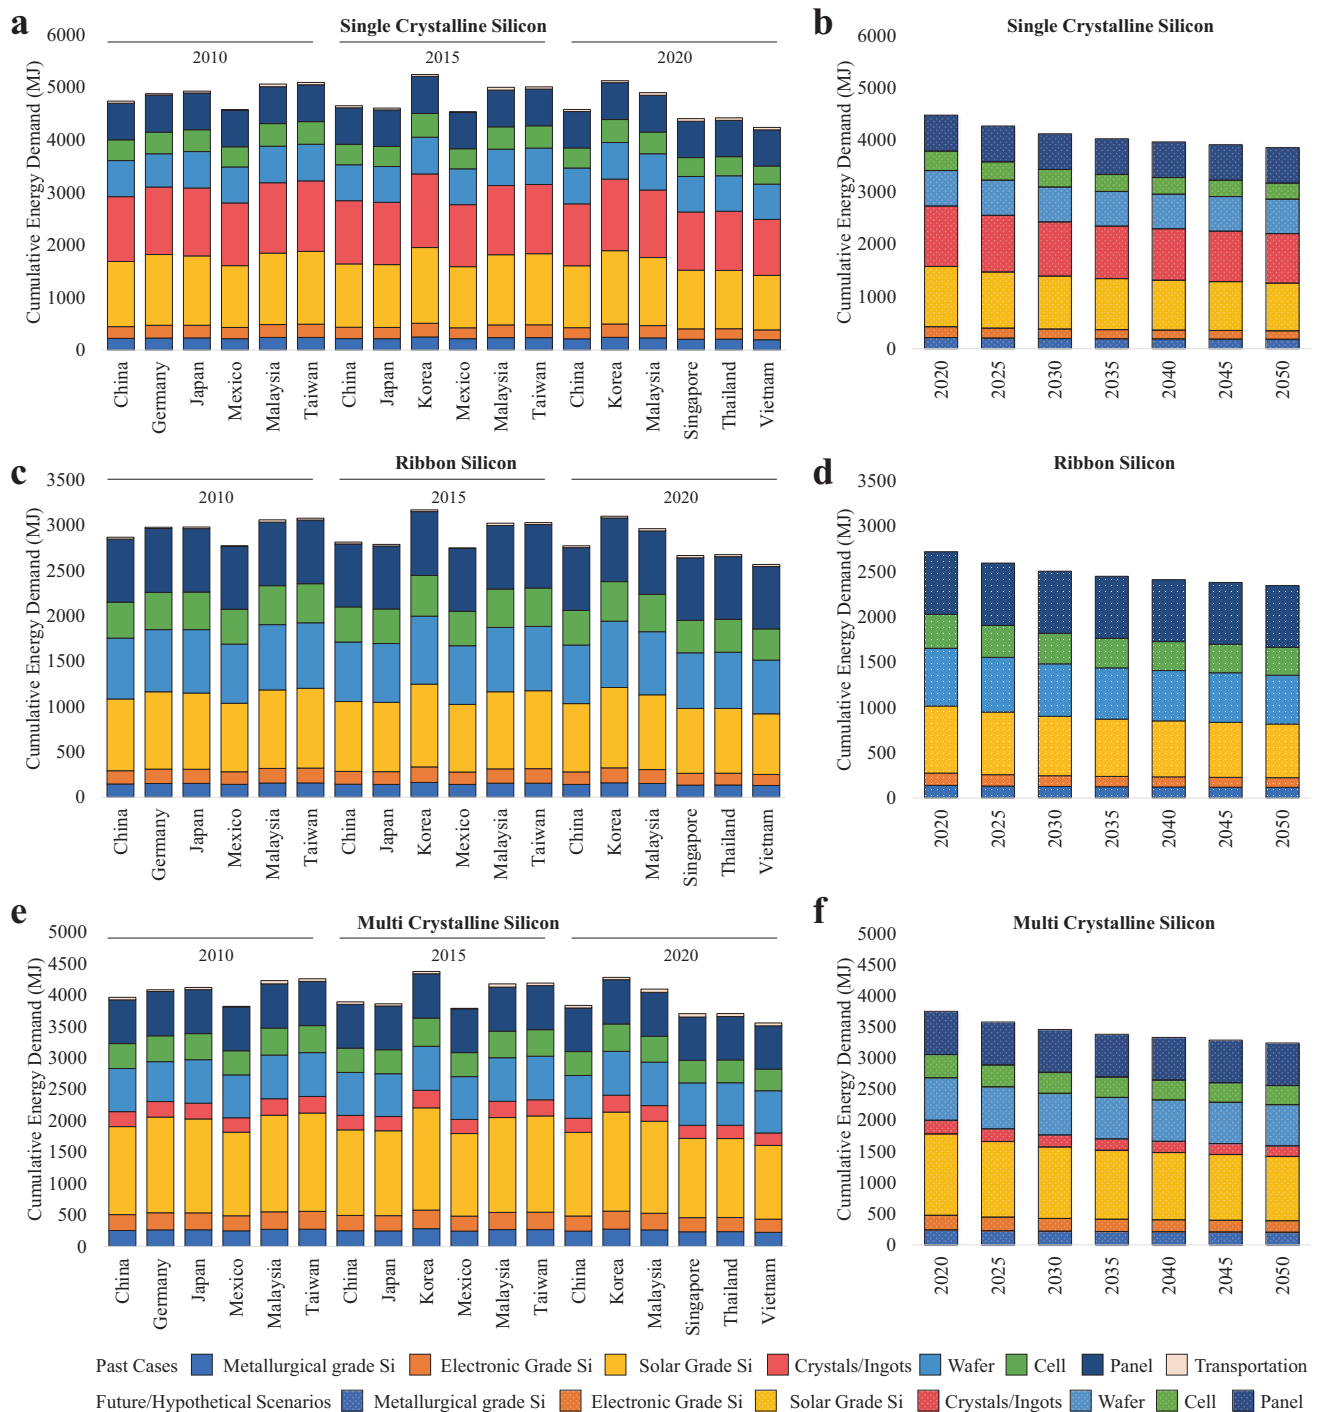 a
Single Crystalline Silicon
2010 2015 2020
Cumulative Energy Demand (MJ)
6000
5000
4000
3000
2000
1000
0
China Germany Japan Mexico Malaysia Taiwan China Japan Korea Mexico Malaysia Taiwan China Korea Malaysia Singapore Thailand Vietnam
b
Single Crystalline Silicon
Cumulative Energy Demand (MJ)
6000
5000
4000
3000
2000
1000
0
2020 2025 2030 2035 2040 2045 2050
c
Ribbon Silicon
2010 2015 2020
Cumulative Energy Demand (MJ)
3500
3000
2500
2000
1500
1000
500
0
China Germany Japan Mexico Malaysia Taiwan China Japan Korea Mexico Malaysia Taiwan China Korea Malaysia Singapore Thailand Vietnam
d
Ribbon Silicon
Cumulative Energy Demand (MJ)
3500
3000
2500
2000
1500
1000
500
0
2020 2025 2030 2035 2040 2045 2050
e
Multi Crystalline Silicon
2010 2015 2020
Cumulative Energy Demand (MJ)
5000
4500
4000
3500
3000
2500
2000
1500
1000
500
0
China Germany Japan Mexico Malaysia Taiwan China Japan Korea Mexico Malaysia Taiwan China Korea Malaysia Singapore Thailand Vietnam
f
Multi Crystalline Silicon
Cumulative Energy Demand (MJ)
5000
4500
4000
3500
3000
2500
2000
1500
1000
500
0
2020 2025 2030 2035 2040 2045 2050
Past Cases Metallurgical grade Si Electronic Grade Si Solar Grade Si Crystals/Ingots Wafer Cell Panel Transportation
Future/Hypothetical Scenarios Metallurgical grade Si Electronic Grade Si Solar Grade Si Crystals/Ingots Wafer Cell Panel